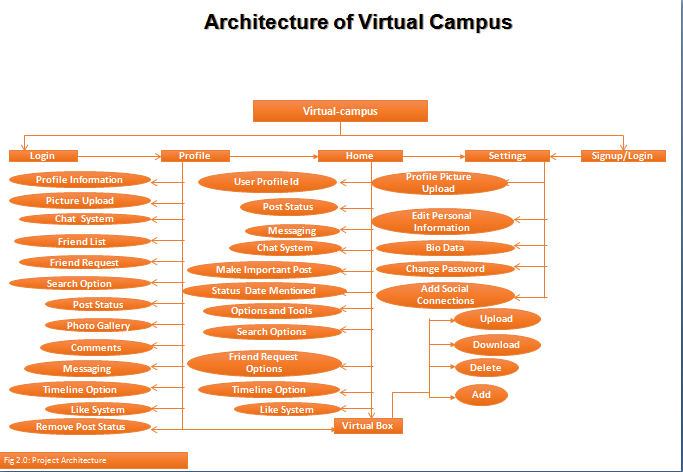 Architecture of Virtual Campus
Virtual-campus
Login
Profile
Home
Settings
Signup/Login
Profile Information
Picture Upload
Chat System
Friend List
Friend Request
Search Option
Post Status
Photo Gallery
Comments
Messaging
Timeline Option
Like System
Remove Post Status
User Profile Id
Post Status
Messaging
Chat System
Make Important Post
Status Date Mentioned
Options and Tools
Search Options
Friend Request
Options
Timeline Option
Like System
Virtual Box
Profile Picture
Upload
Edit Personal
Information
Bio Data
Change Password
Add Social
Connections
Upload
Download
Delete
Add
Fig 2.0: Project Architecture